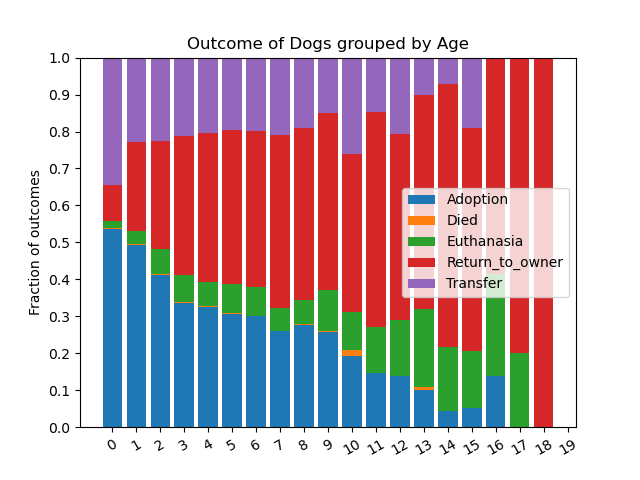 Outcome of Dogs grouped by Age
1.0
0.9
0.8
0.7
0.6
0.5
0.4
0.3
0.2
0.1
0.0
Fraction of outcomes
Adoption
Died
Euthanasia
Return_to_owner
Transfer
0 1 2 3 4 5 6 7 8 9 10 11 12 13 14 15 16 17 18 19